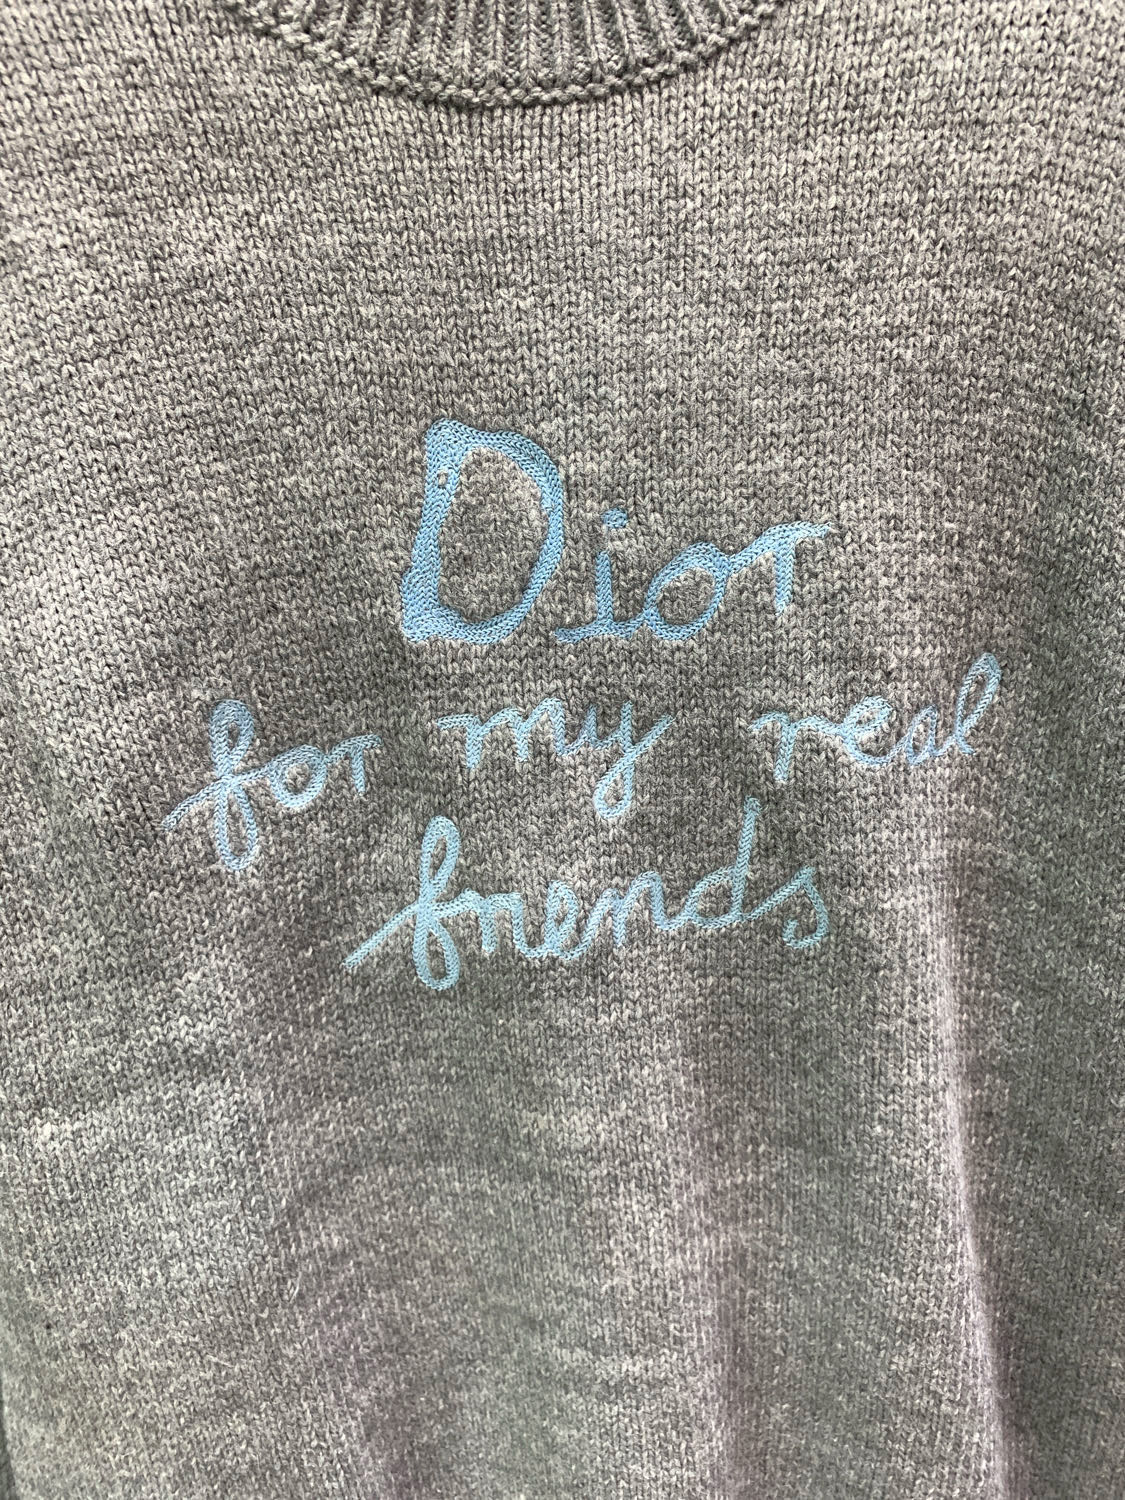 Dior
for my real
friends